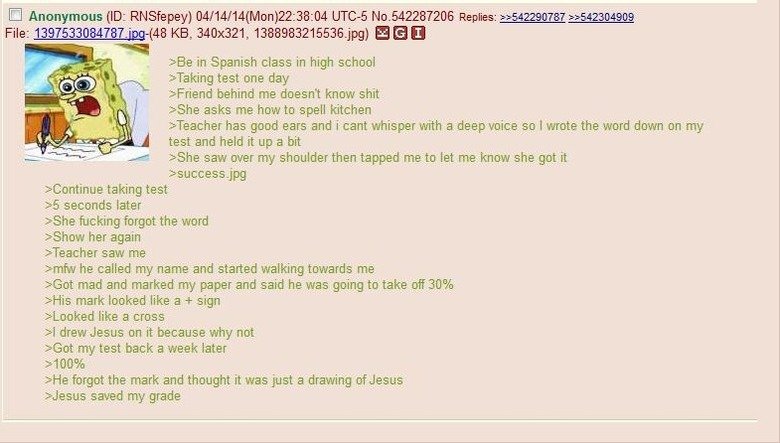 Anonymous (ID: RNSfepey) 04/14/14(Mon)22:38:04 UTC-5 No.542287206 Replies: >>542290787 >>542304909
File: 1397533084787.jpg-(48 KB, 340x321, 1388983215536.jpg) X G I
>Be in Spanish class in high school
>Taking test one day
>Friend behind me doesn't know shit
>She asks me how to spell kitchen
>Teacher has good ears and i cant whisper with a deep voice so I wrote the word down on my
test and held it up a bit
>She saw over my shoulder then tapped me to let me know she got it
>success.jpg
>Continue taking test
>5 seconds later
>She fucking forgot the word
>Show her again
>Teacher saw me
>mfw he called my name and started walking towards me
>Got mad and marked my paper and said he was going to take off 30%
>His mark looked like a + sign
>Looked like a cross
>I drew Jesus on it because why not
>Got my test back a week later
>100%
>He forgot the mark and thought it was just a drawing of Jesus
>Jesus saved my grade